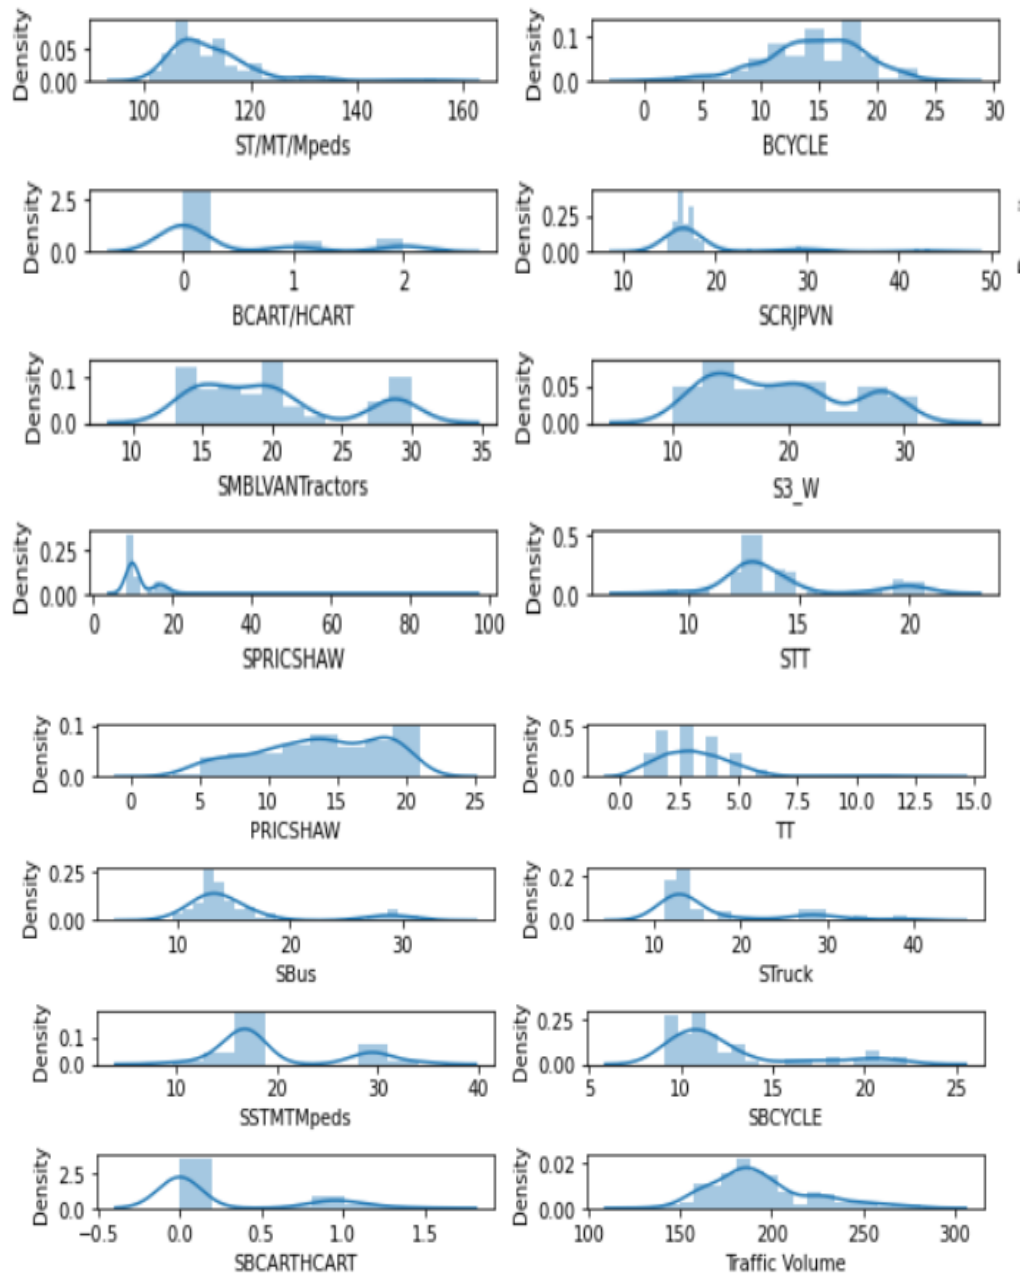 Density 0.05 0.00 100 120 140 160 ST/MT/Mpeds
Density 0.1 0.0 0 5 10 15 20 25 30 BCYCLE
Density 2.5 0.0 0 1 2 BCART/HCART
Density 0.25 0.00 10 20 30 40 50 SCRJPVN
Density 0.1 0.0 10 15 20 25 30 35 SMBLVANTractors
Density 0.05 0.00 10 20 30 S3_W
Density 0.25 0.00 0 20 40 60 80 100 SPRICSHAW
Density 0.5 0.0 10 15 20 STT
Density 0.1 0.0 0 5 10 15 20 25 PRICSHAW
Density 0.5 0.0 0.0 2.5 5.0 7.5 10.0 12.5 15.0 TT
Density 0.25 0.00 10 20 30 SBus
Density 0.2 0.0 10 20 30 40 STruck
Density 0.1 0.0 10 20 30 40 SSTMTMpeds
Density 0.25 0.00 5 10 15 20 25 SBCYCLE
Density 2.5 0.0 −0.5 0.0 0.5 1.0 1.5 SBCARTHCART
Density 0.02 0.00 100 150 200 250 300 Traffic Volume